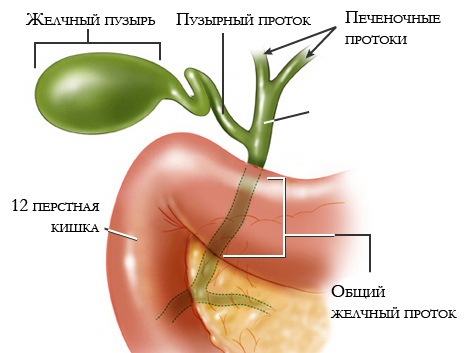 Желчный пузырь
Пузырный проток
Печеночные
протоки
12 перстная
кишка
Общий
желчный проток